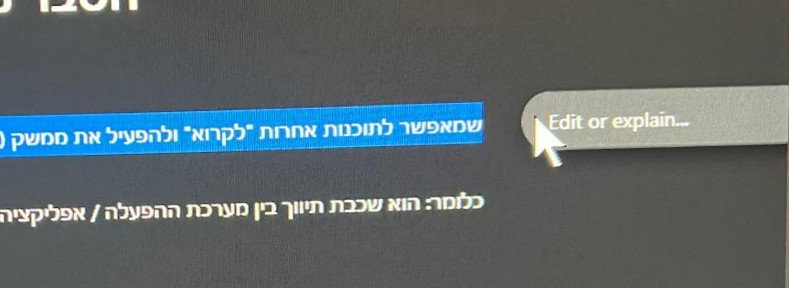 שמאפשר לתוכנות אחרות "לקרוא" ולהפעיל את ממשק (
Edit or explain...
כלומר: הוא שכבת תיווך בין מערכת ההפעלה / אפליקציה